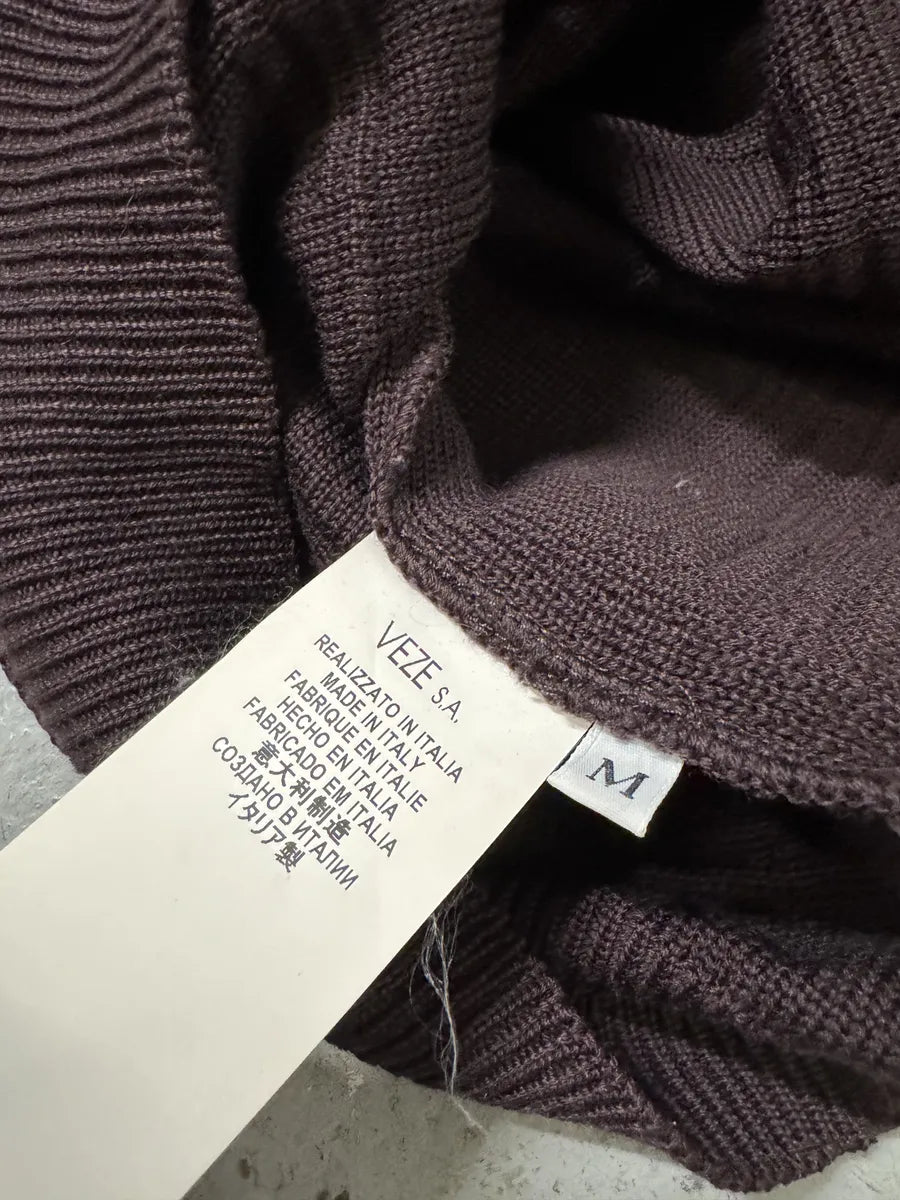 VEZE S.A.
REALIZZATO IN ITALIA
MADE IN ITALY
FABRIQUE EN ITALIE
HECHO EN ITALIA
FABRICADO EM ITALIA
意大利制造
СОЗДАНО В ИТАЛИИ
イタリア製
M